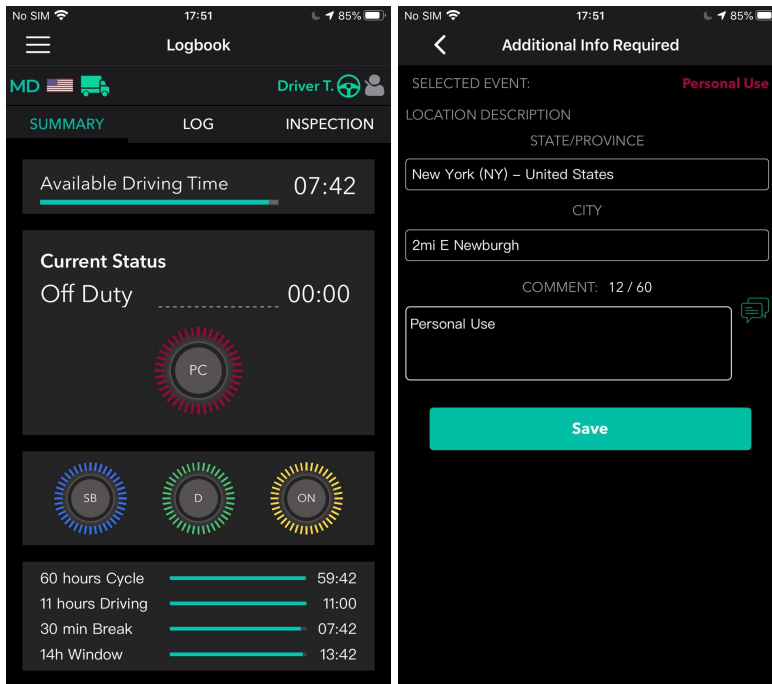 No SIM 17:51 85%
Logbook
MD Driver T.
SUMMARY LOG INSPECTION
Available Driving Time 07:42
Current Status
Off Duty 00:00
PC
SB D ON
60 hours Cycle 59:42
11 hours Driving 11:00
30 min Break 07:42
14h Window 13:42
No SIM 17:51 85%
Additional Info Required
SELECTED EVENT: Personal Use
LOCATION DESCRIPTION
STATE/PROVINCE
New York (NY) – United States
CITY
2mi E Newburgh
COMMENT: 12 / 60
Personal Use
Save